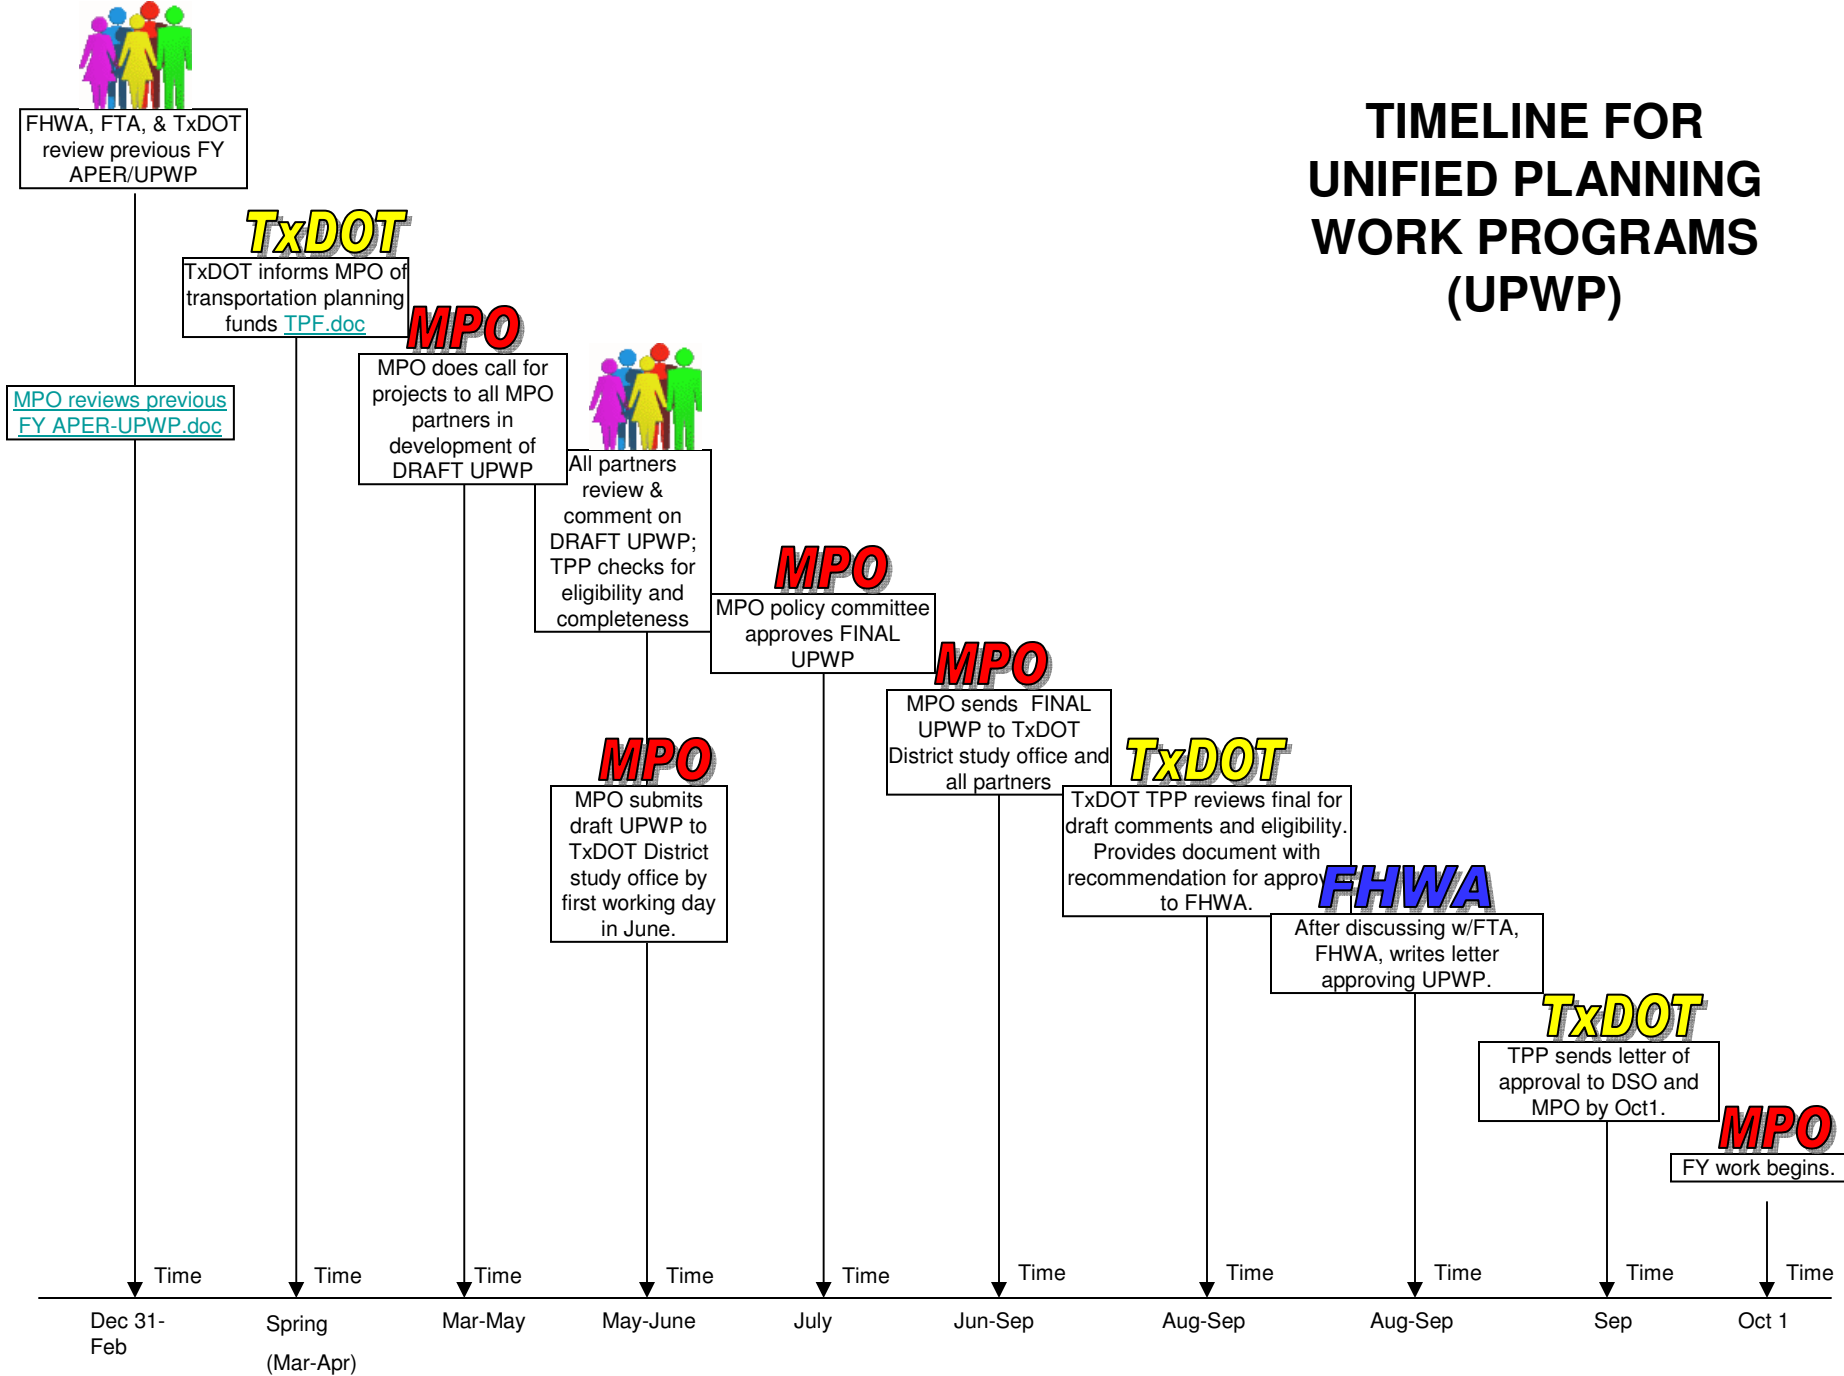 TIMELINE FOR
UNIFIED PLANNING
WORK PROGRAMS
(UPWP)
FHWA, FTA, & TxDOT
review previous FY
APER/UPWP
MPO reviews previous
FY APER-UPWP.doc
TxDOT
TxDOT informs MPO of
transportation planning
funds TPF.doc
MPO
MPO does call for
projects to all MPO
partners in
development of
DRAFT UPWP
All partners
review &
comment on
DRAFT UPWP;
TPP checks for
eligibility and
completeness
MPO
MPO submits
draft UPWP to
TxDOT District
study office by
first working day
in June.
MPO
MPO policy committee
approves FINAL
UPWP
MPO
MPO sends  FINAL
UPWP to TxDOT
District study office and
all partners
TxDOT
TxDOT TPP reviews final for
draft comments and eligibility.
Provides document with
recommendation for approv
to FHWA.
FHWA
After discussing w/FTA,
FHWA, writes letter
approving UPWP.
TxDOT
TPP sends letter of
approval to DSO and
MPO by Oct1.
MPO
FY work begins.
Time
Time
Time
Time
Time
Time
Time
Time
Time
Time
Dec 31-
Feb
Spring
(Mar-Apr)
Mar-May
May-June
July
Jun-Sep
Aug-Sep
Aug-Sep
Sep
Oct 1